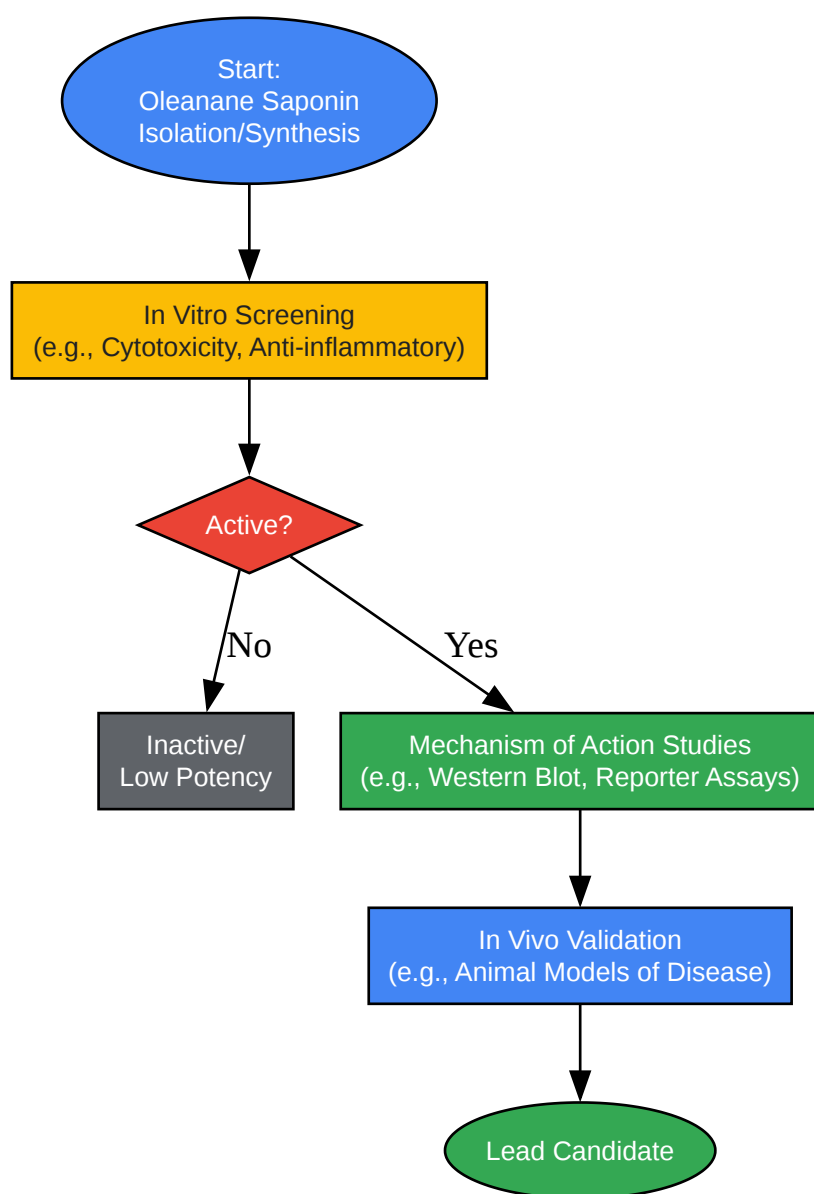 Start:
Oleanane Saponin
Isolation/Synthesis
In Vitro Screening
(e.g., Cytotoxicity, Anti-inflammatory)
Active?
No
Yes
Inactive/
Low Potency
Mechanism of Action Studies
(e.g., Western Blot, Reporter Assays)
In Vivo Validation
(e.g., Animal Models of Disease)
Lead Candidate